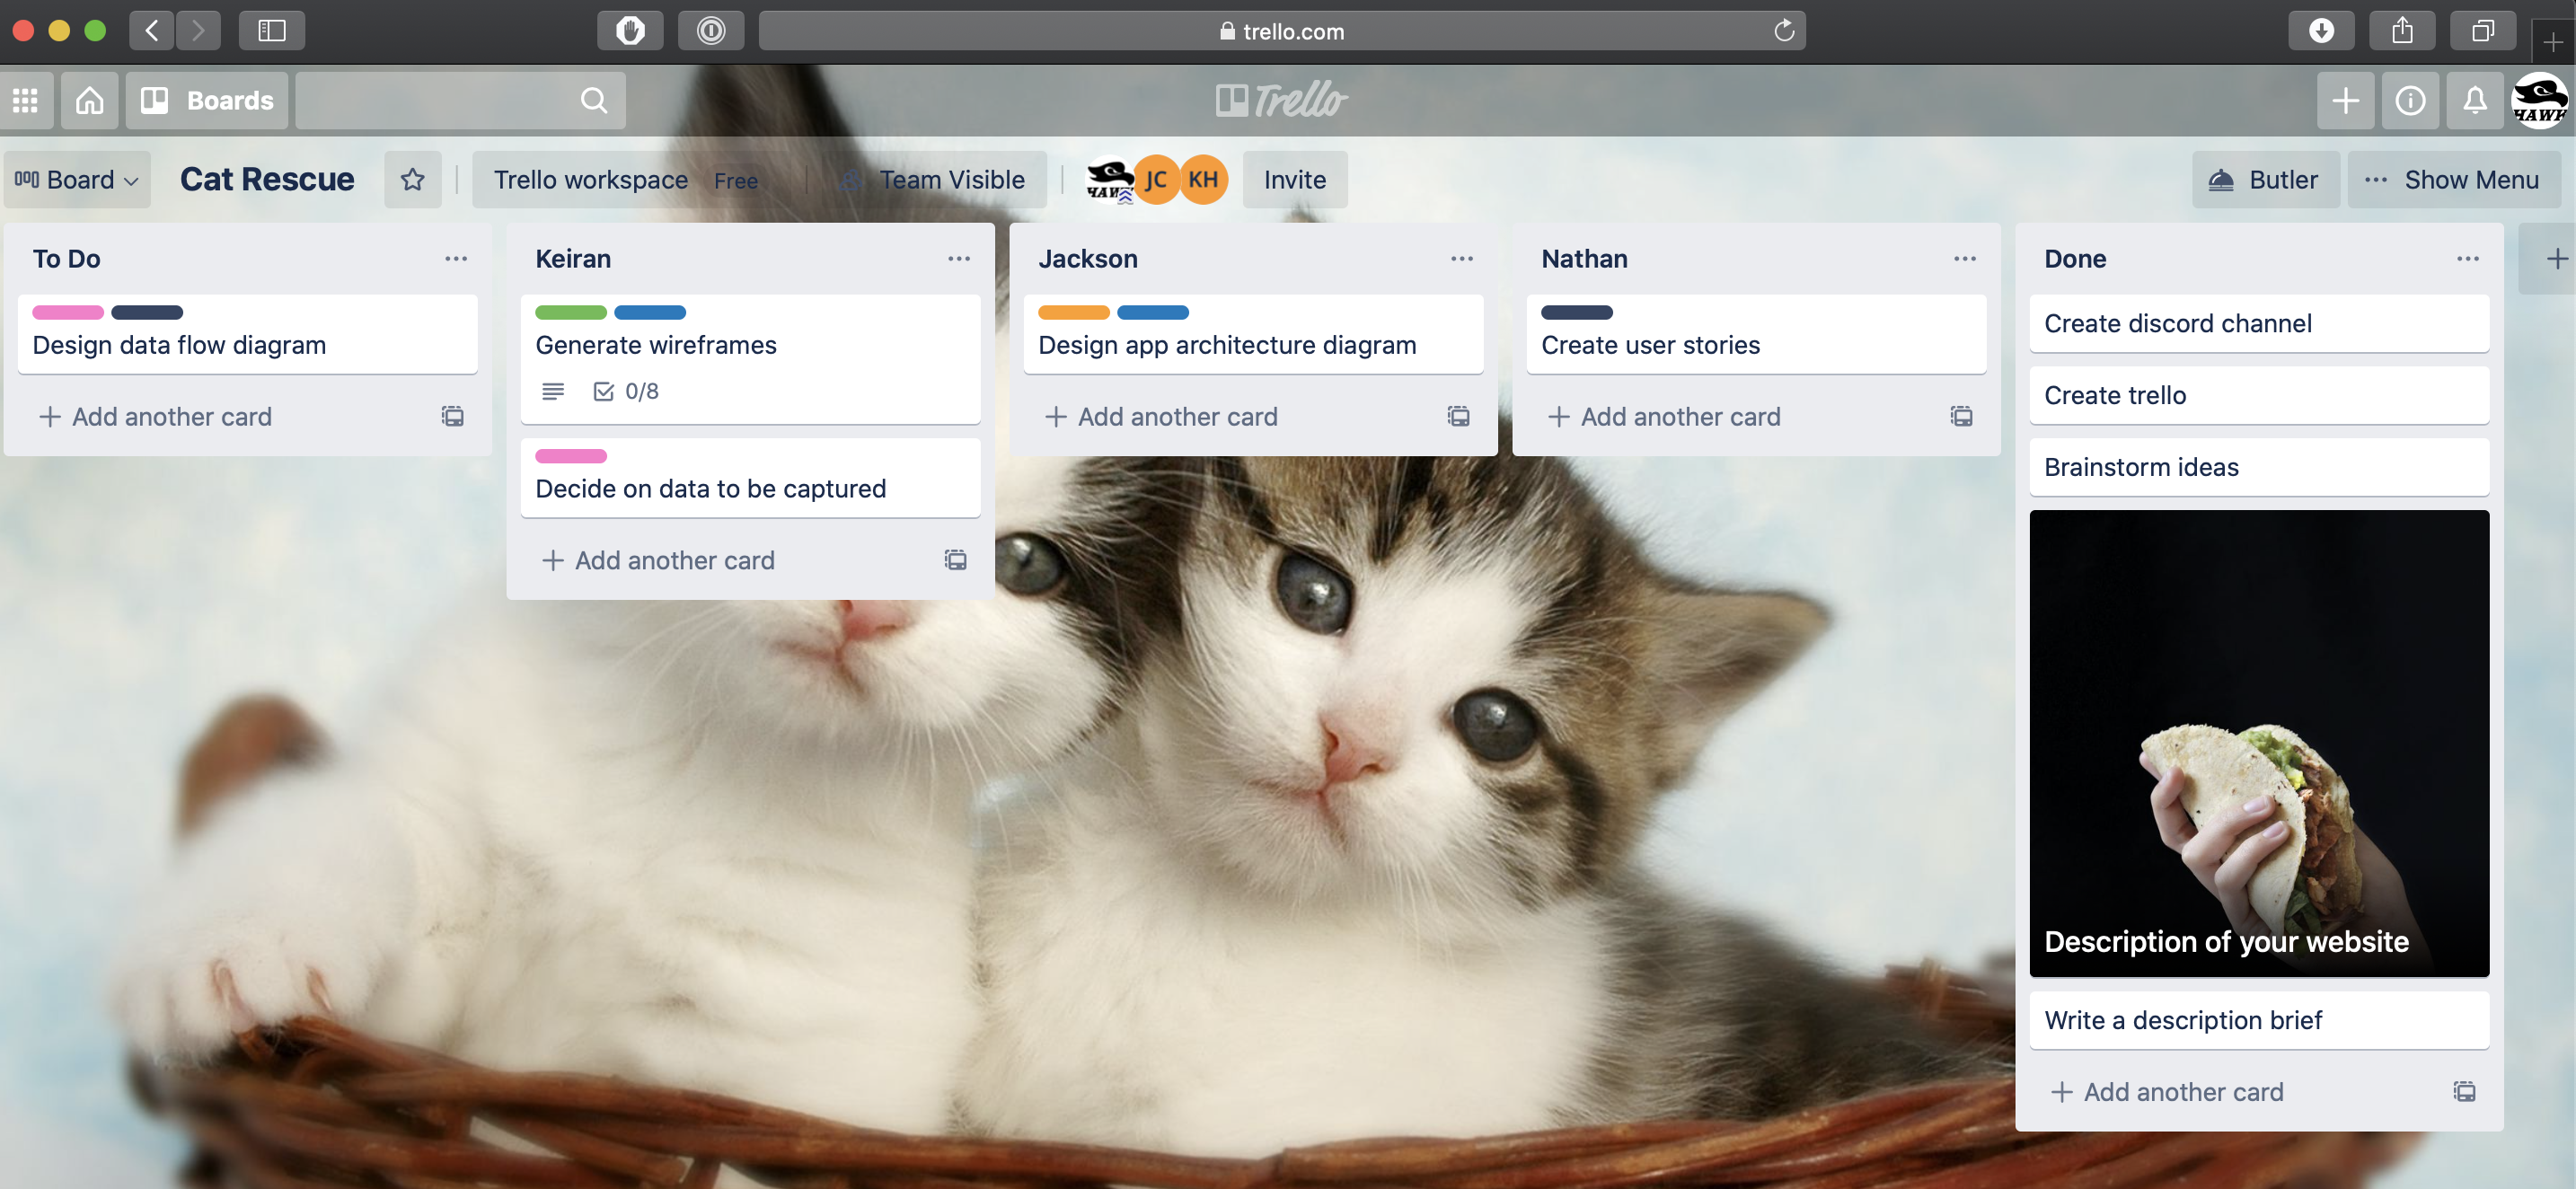 trello.com
Boards
Trello
HAWK
Board
Cat Rescue
Trello workspace Free
Team Visible
JC
KH
Invite
Butler
Show Menu
To Do
Design data flow diagram
Add another card
Keiran
Generate wireframes
0/8
Decide on data to be captured
Add another card
Jackson
Design app architecture diagram
Add another card
Nathan
Create user stories
Add another card
Done
Create discord channel
Create trello
Brainstorm ideas
Description of your website
Write a description brief
Add another card